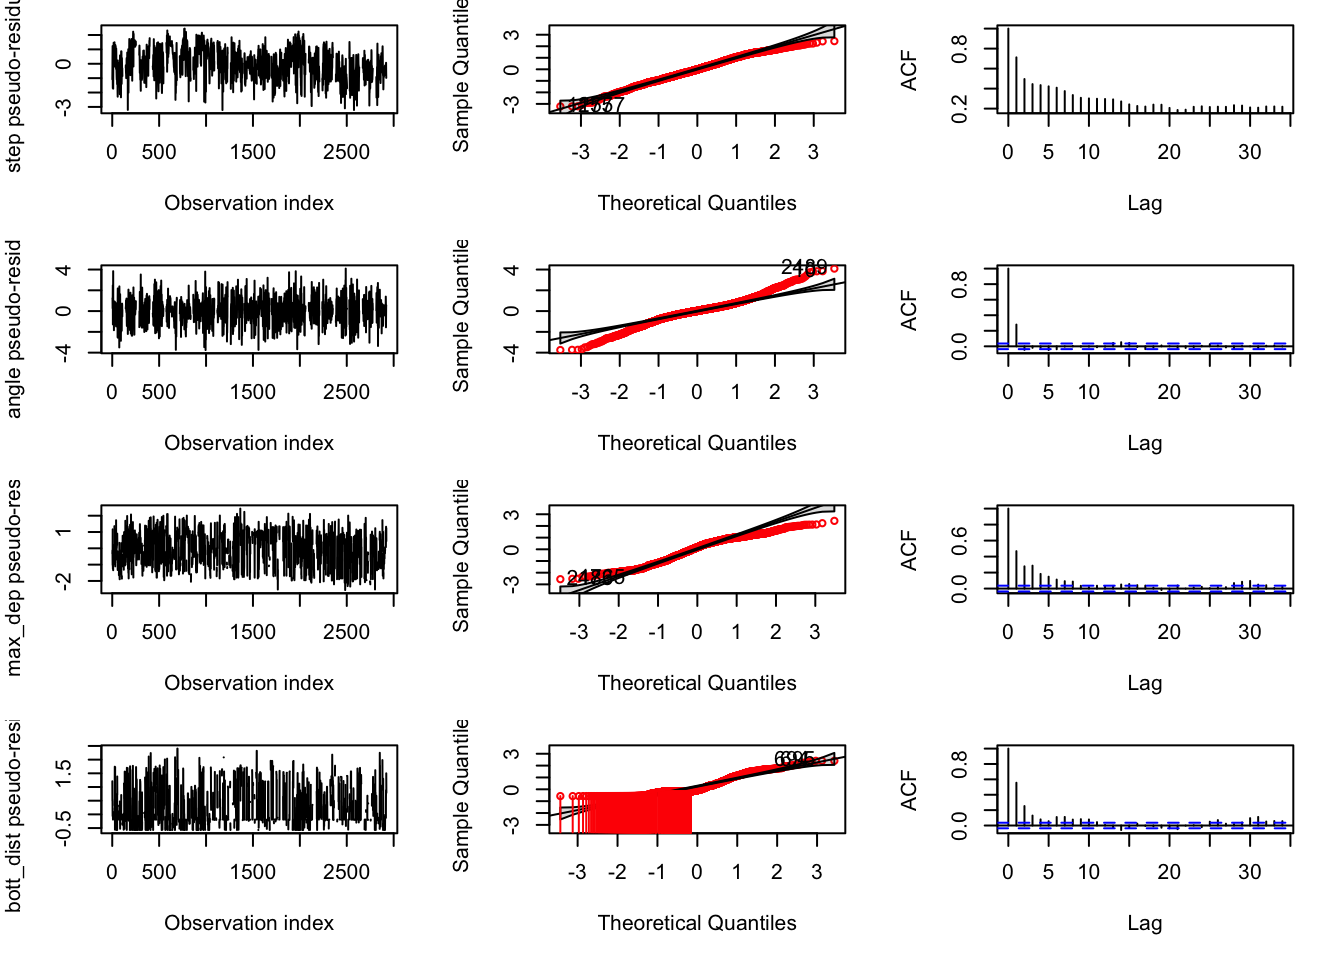 step pseudo-residu
0
-3
0 500 1500 2500
Observation index
Sample Quantile
3
0
-3
-3 -2 -1 0 1 2 3
Theoretical Quantiles
ACF
0.8
0.2
0 5 10 20 30
Lag
angle pseudo-resid
4
0
-4
0 500 1500 2500
Observation index
Sample Quantile
4
0
-4
-3 -2 -1 0 1 2 3
Theoretical Quantiles
ACF
0.8
0.0
0 5 10 20 30
Lag
max_dep pseudo-res
1
-2
0 500 1500 2500
Observation index
Sample Quantile
3
0
-3
-3 -2 -1 0 1 2 3
Theoretical Quantiles
ACF
0.6
0.0
0 5 10 20 30
Lag
bott_dist pseudo-resi
1.5
-0.5
0 500 1500 2500
Observation index
Sample Quantile
3
0
-3
-3 -2 -1 0 1 2 3
Theoretical Quantiles
ACF
0.8
0.0
0 5 10 20 30
Lag